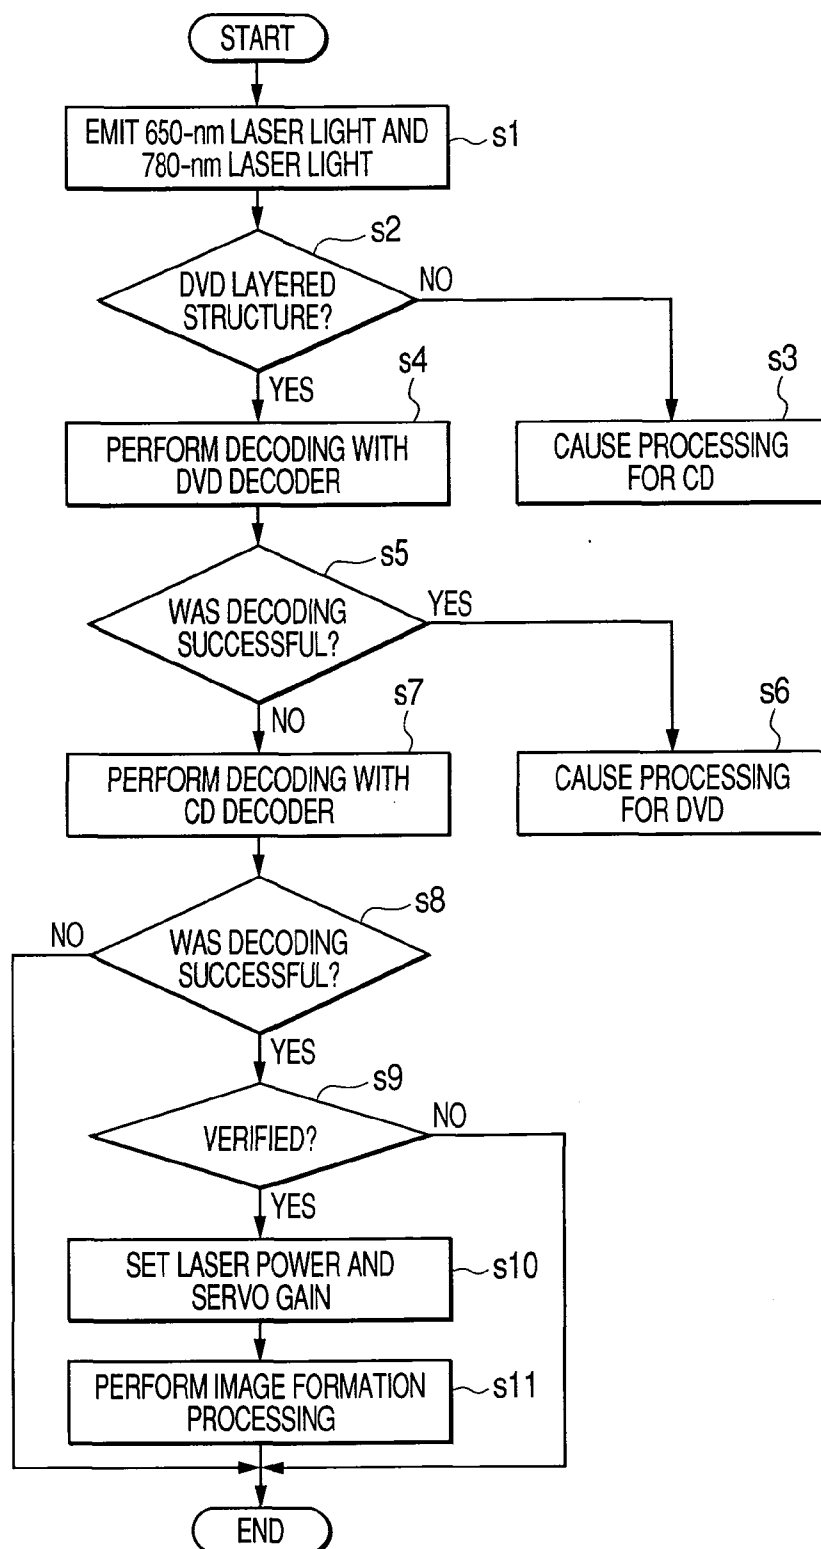 START
EMIT 650-nm LASER LIGHT AND
780-nm LASER LIGHT
s1
s2
DVD LAYERED
STRUCTURE?
NO
YES
s4
s3
PERFORM DECODING WITH
DVD DECODER
CAUSE PROCESSING
FOR CD
s5
WAS DECODING
SUCCESSFUL?
YES
NO
s7
s6
PERFORM DECODING WITH
CD DECODER
CAUSE PROCESSING
FOR DVD
s8
NO
WAS DECODING
SUCCESSFUL?
YES
s9
VERIFIED?
NO
YES
SET LASER POWER AND
SERVO GAIN
s10
PERFORM IMAGE FORMATION
PROCESSING
s11
END